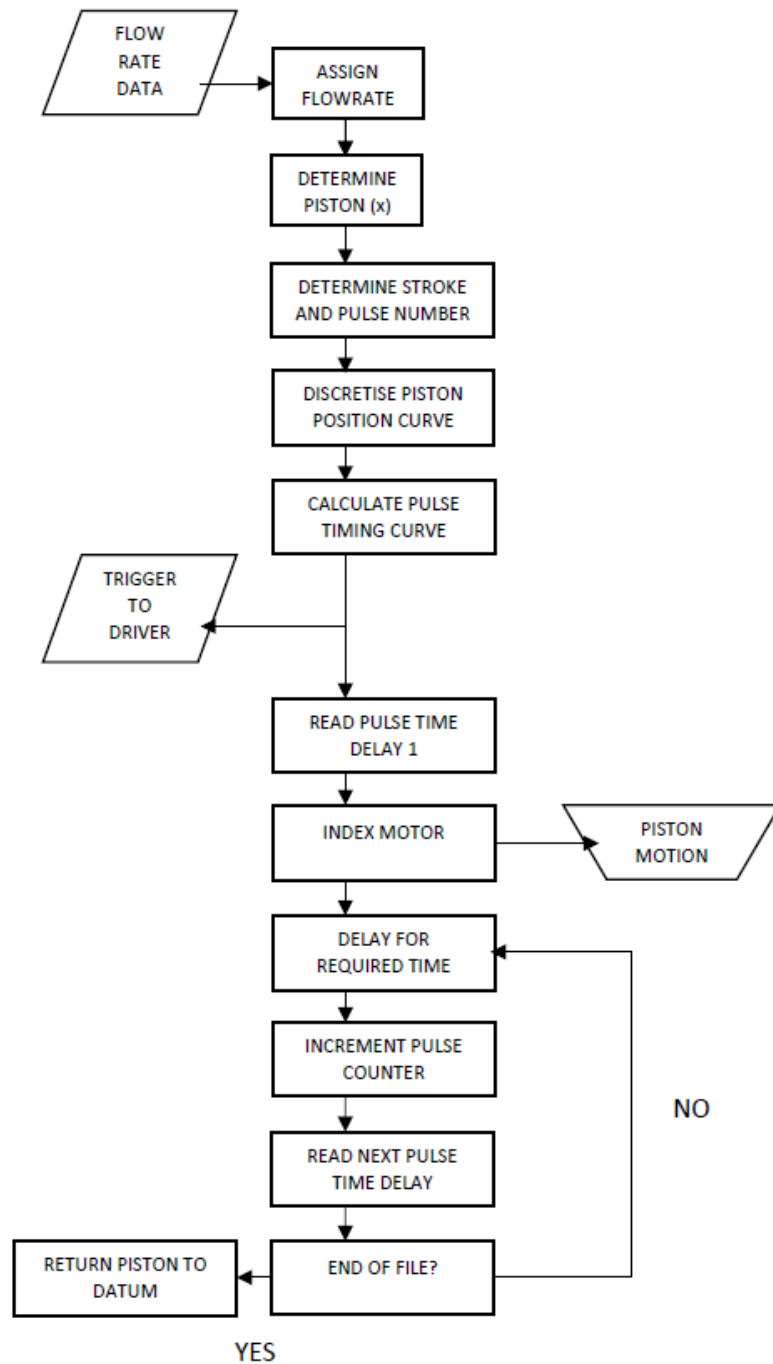 FLOW
RATE
DATA
ASSIGN
FLOWRATE
DETERMINE
PISTON (x)
DETERMINE STROKE
AND PULSE NUMBER
DISCRETISE PISTON
POSITION CURVE
CALCULATE PULSE
TIMING CURVE
TRIGGER
TO
DRIVER
READ PULSE TIME
DELAY 1
INDEX MOTOR
PISTON
MOTION
DELAY FOR
REQUIRED TIME
INCREMENT PULSE
COUNTER
NO
READ NEXT PULSE
TIME DELAY
END OF FILE?
RETURN PISTON TO
DATUM
YES